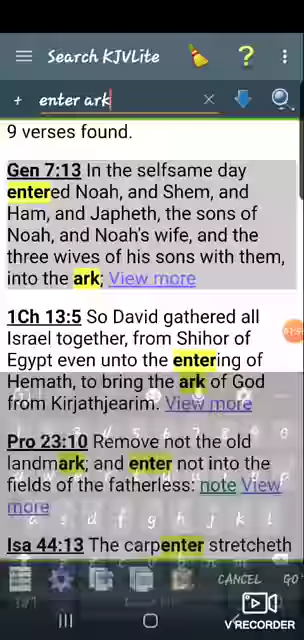 Search KJVLite
+ enter ark
9 verses found.
Gen 7:13 In the selfsame day
entered Noah, and Shem, and
Ham, and Japheth, the sons of
Noah, and Noah's wife, and the
three wives of his sons with them,
into the ark; View more
1Ch 13:5 So David gathered all
Israel together, from Shihor of
Egypt even unto the entering of
Hemath, to bring the ark of God
from Kirjathjearim. View more
Pro 23:10 Remove not the old
landmark; and enter not into the
fields of the fatherless: note View
more
Isa 44:13 The carpenter stretcheth
CANCEL GO
V RECORDER